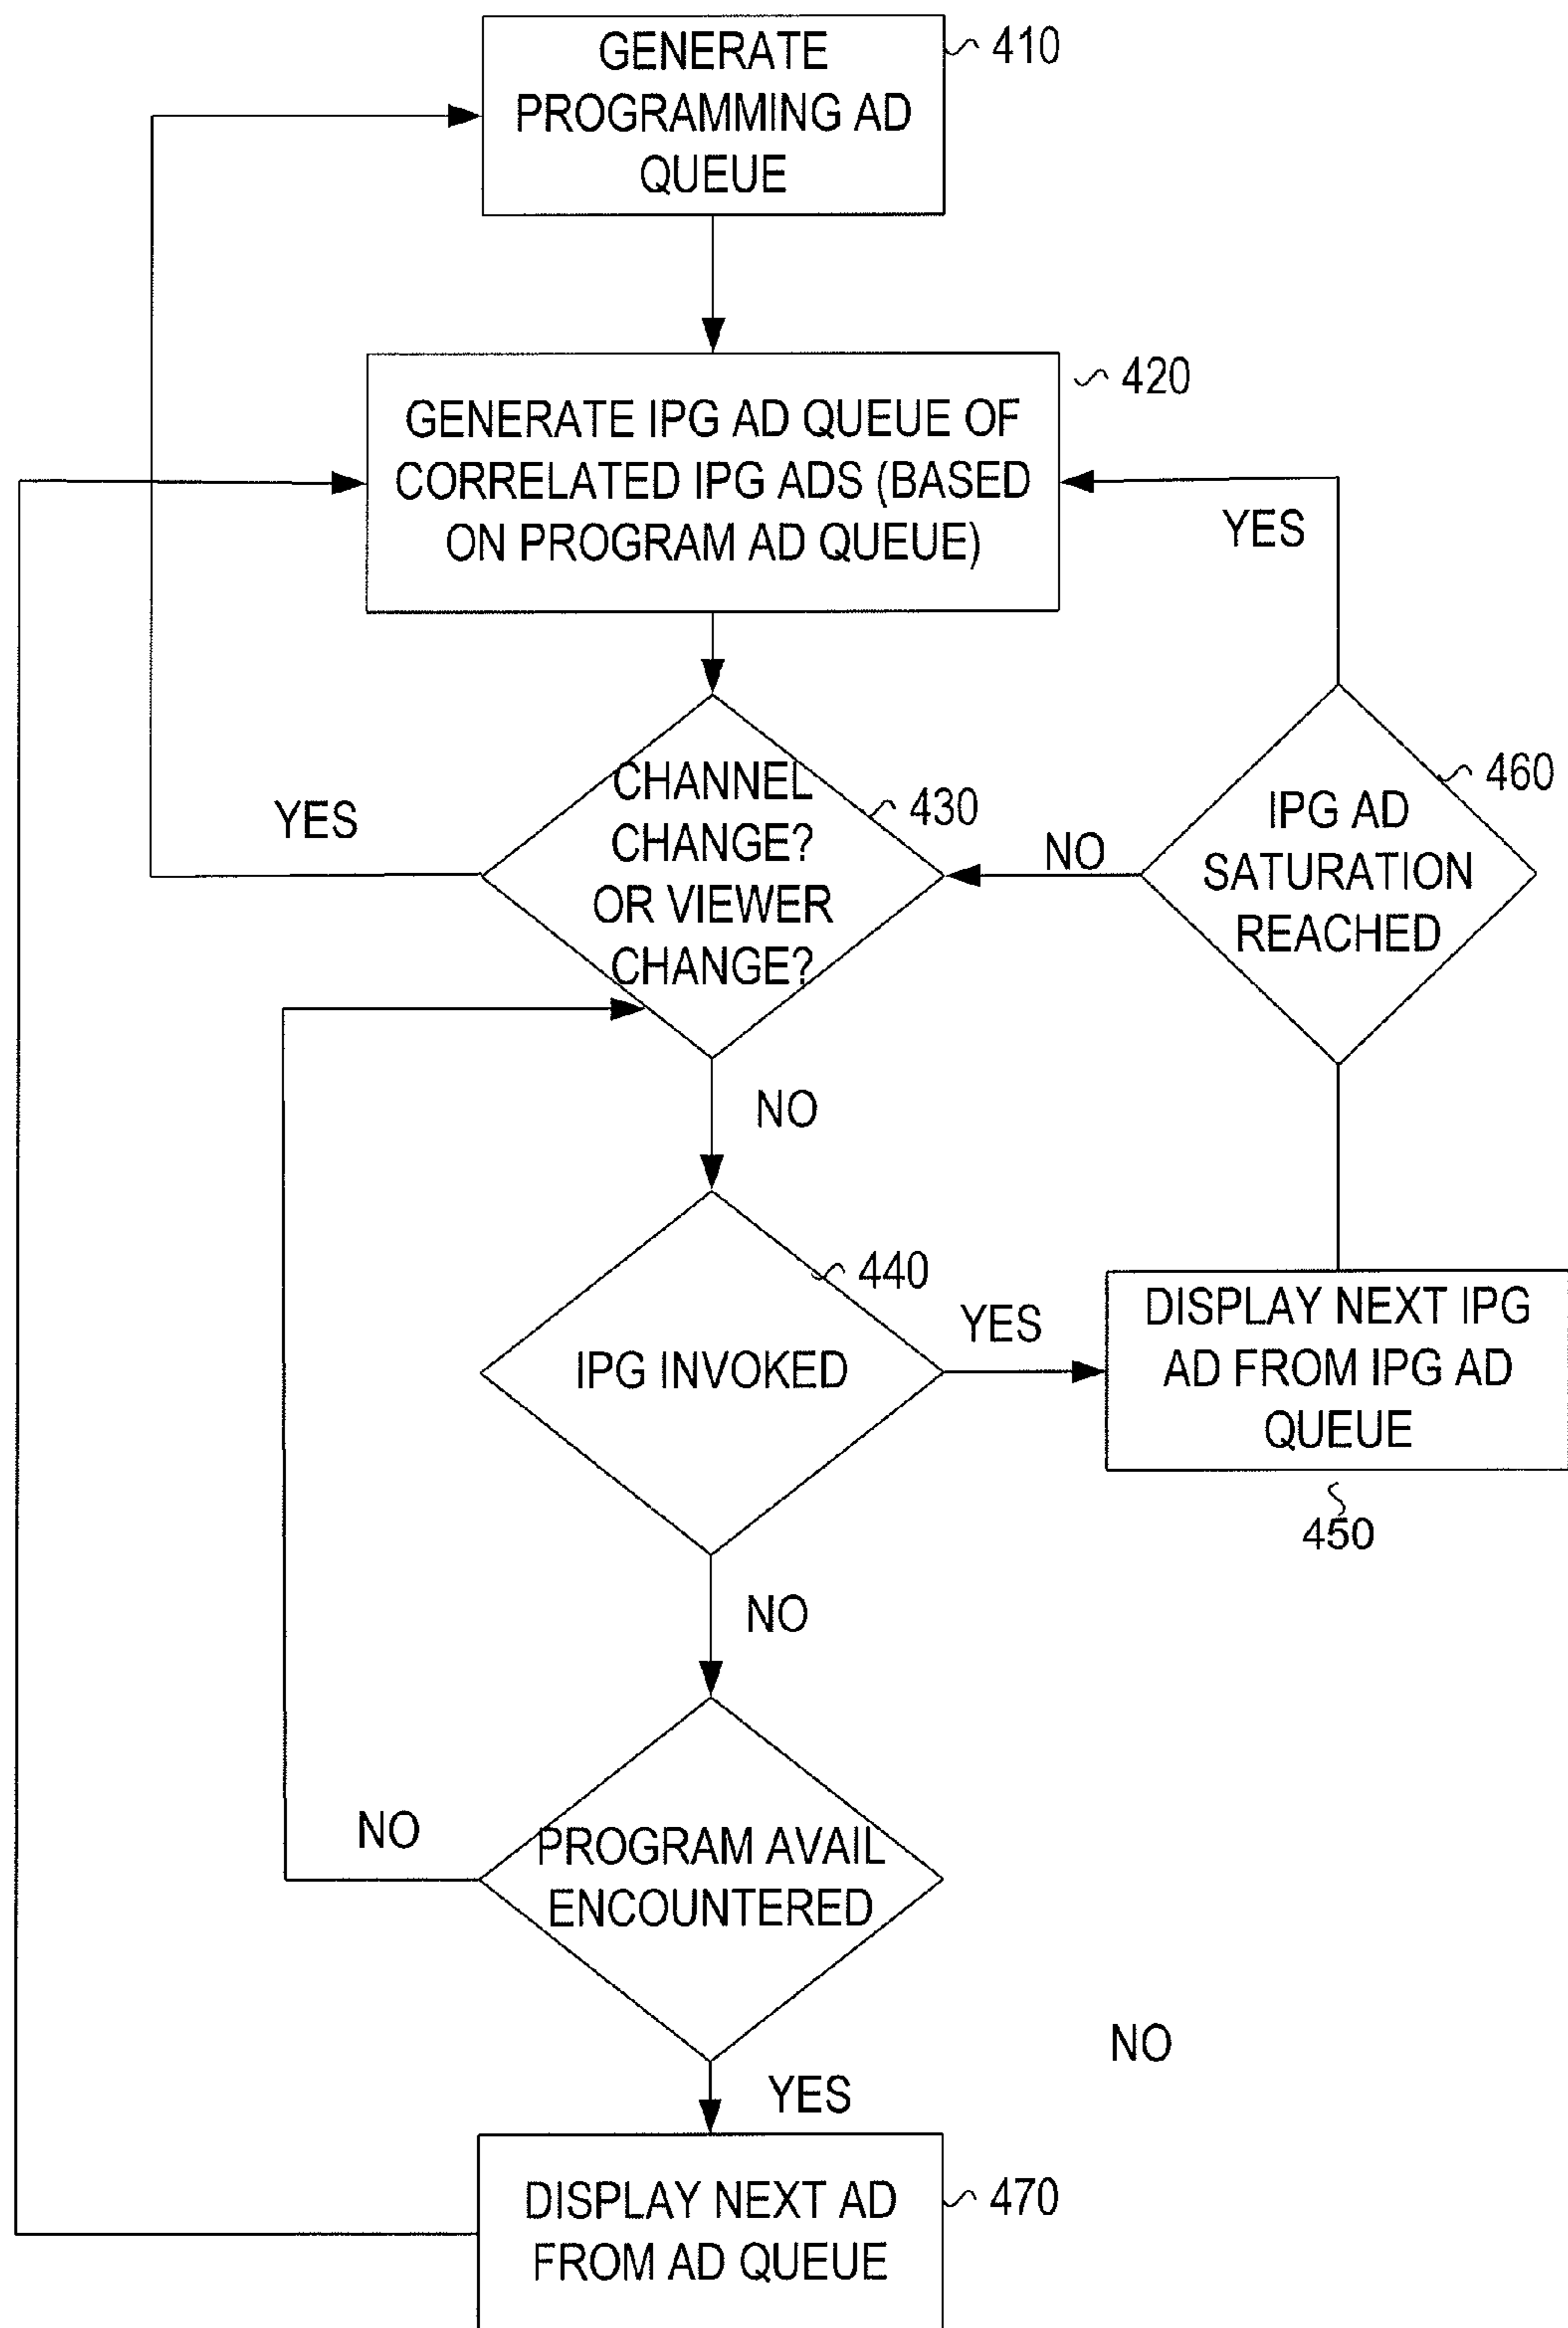 GENERATE
PROGRAMMING AD
QUEUE
410
GENERATE IPG AD QUEUE OF
CORRELATED IPG ADS (BASED
ON PROGRAM AD QUEUE)
420
YES
CHANNEL
CHANGE?
OR VIEWER
CHANGE?
430
YES
NO
IPG AD
SATURATION
REACHED
460
NO
IPG INVOKED
440
YES
DISPLAY NEXT IPG
AD FROM IPG AD
QUEUE
450
NO
PROGRAM AVAIL
ENCOUNTERED
NO
NO
YES
DISPLAY NEXT AD
FROM AD QUEUE
470